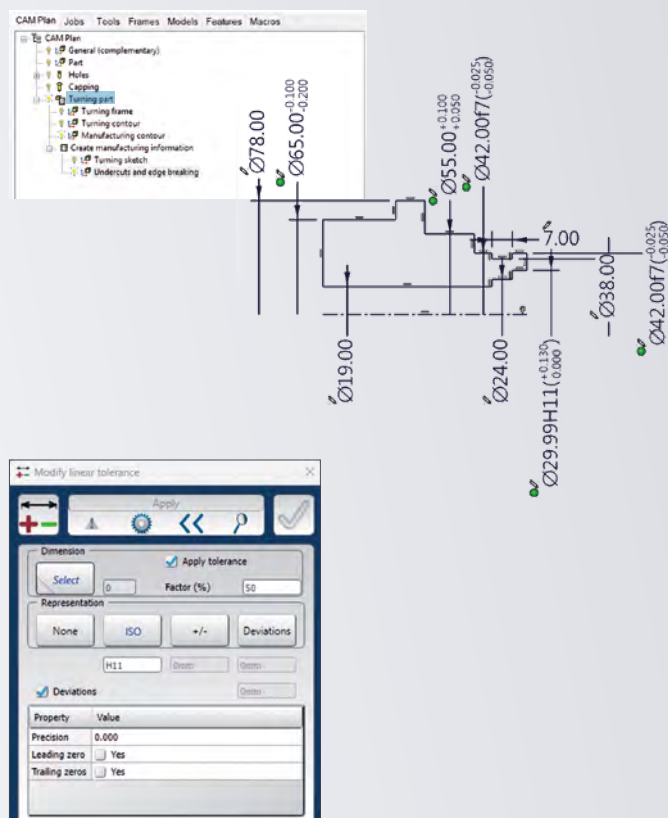 CAM Plan Jobs Tools Frames Models Features Macros
CAM Plan
General (complementary)
Part
Holes
Capping
Turning part
Turning frame
Turning contour
Manufacturing contour
Create manufacturing information
Turning sketch
Undercuts and edge breaking
Ø78.00
Ø65.00 -0.100 -0.200
Ø55.00 +0.100 +0.050
Ø42.00f7(-0.025 -0.050)
7.00
Ø38.00
Ø42.00f7(-0.025 -0.050)
Ø19.00
Ø24.00
Ø29.99H11(+0.130 0.000)
Modify linear tolerance
Apply
Dimension
Apply tolerance
Select 0 Factor (%) 50
Representation
None ISO +/- Deviations
H11 0mm 0mm
Deviations 0mm
Property Value
Precision 0.000
Leading zero Yes
Trailing zeros Yes